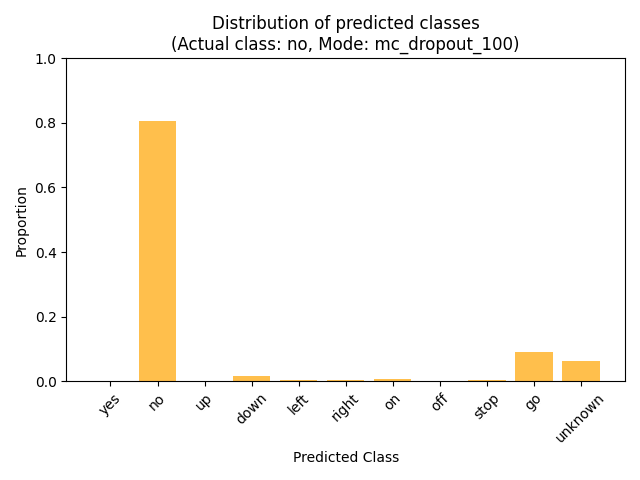 Distribution of predicted classes
(Actual class: no, Mode: mc_dropout_100)
1.0
0.8
0.6
0.4
0.2
0.0
Proportion
yes
no
up
down
left
right
on
off
stop
go
unknown
Predicted Class